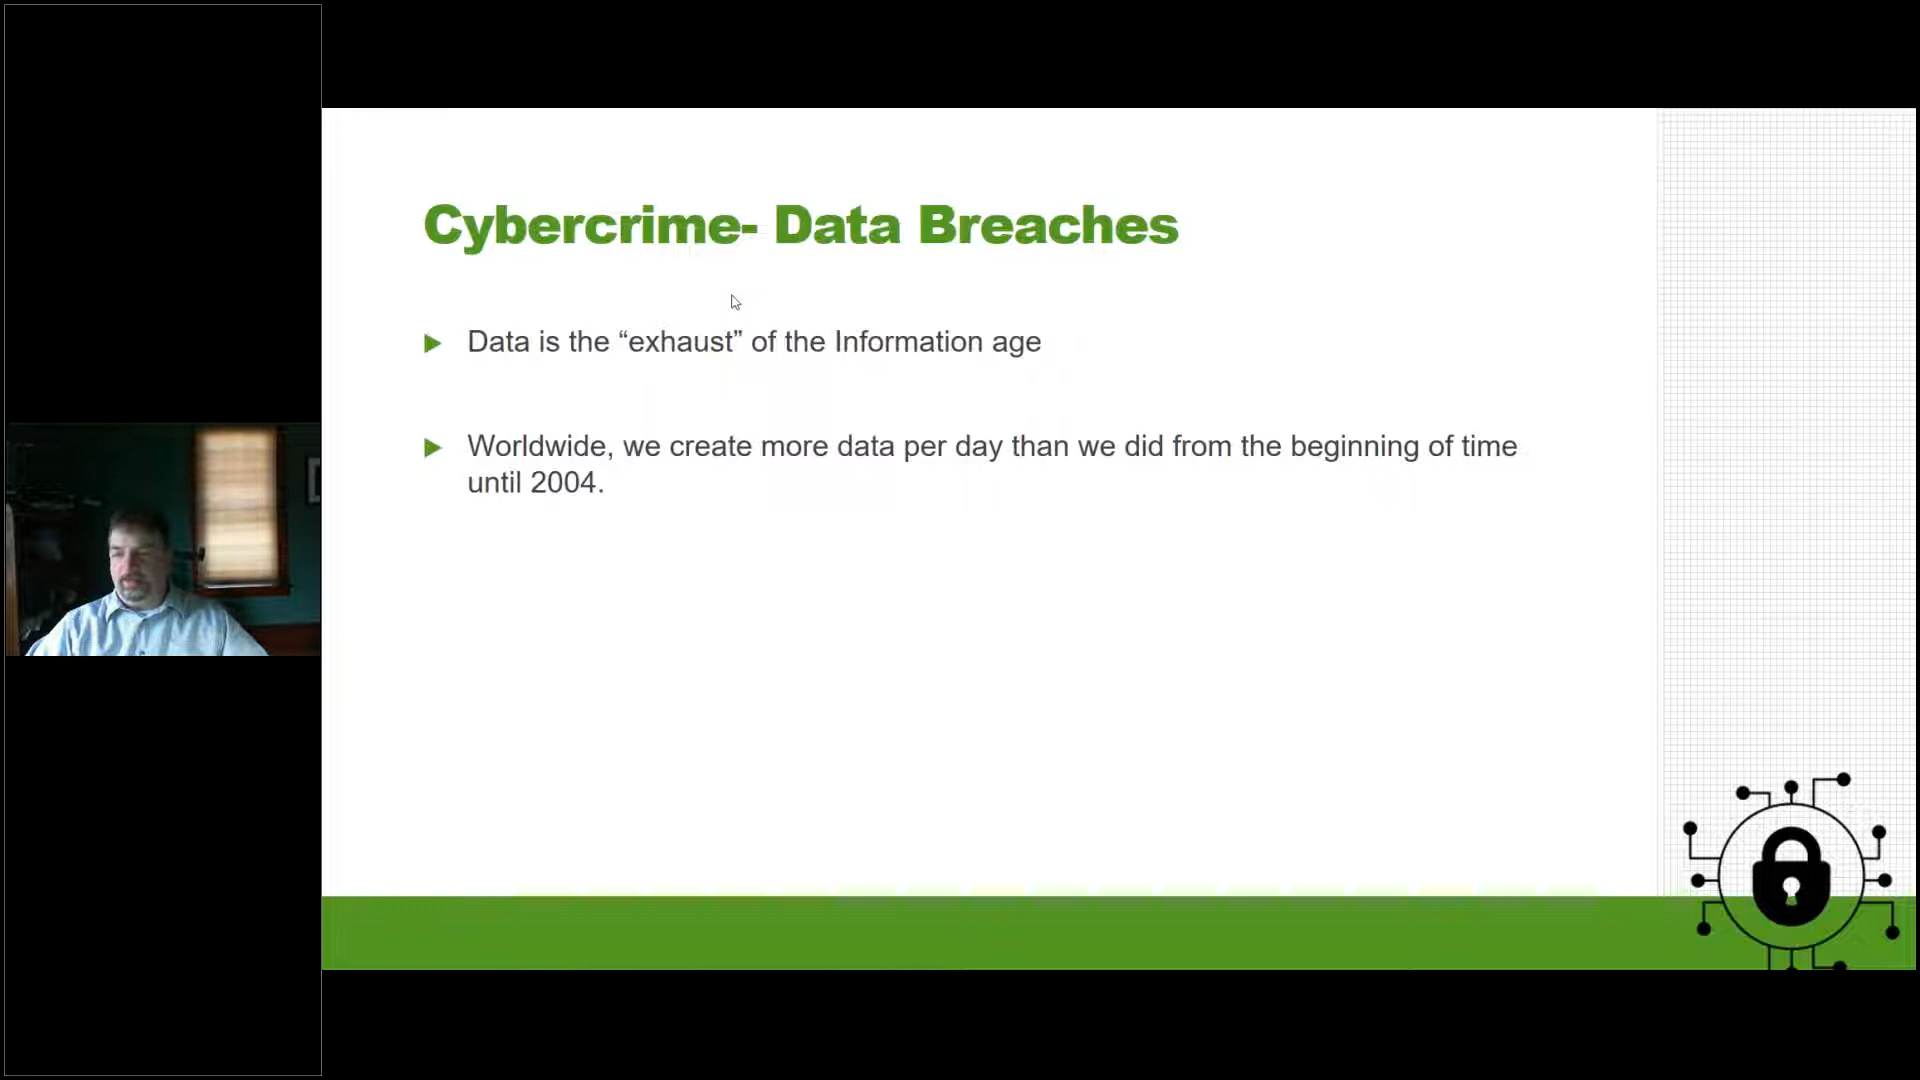 Cybercrime- Data Breaches
Data is the “exhaust” of the Information age
Worldwide, we create more data per day than we did from the beginning of time
until 2004.